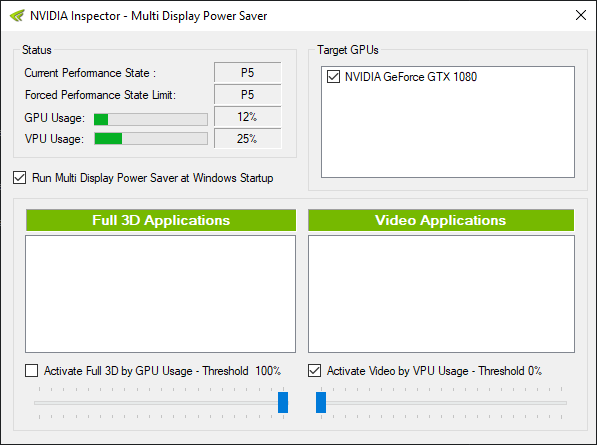 NVIDIA Inspector - Multi Display Power Saver
Status
Current Performance State : P5
Forced Performance State Limit: P5
GPU Usage: 12%
VPU Usage: 25%
Target GPUs
NVIDIA GeForce GTX 1080
Run Multi Display Power Saver at Windows Startup
Full 3D Applications
Video Applications
Activate Full 3D by GPU Usage - Threshold 100%
Activate Video by VPU Usage - Threshold 0%